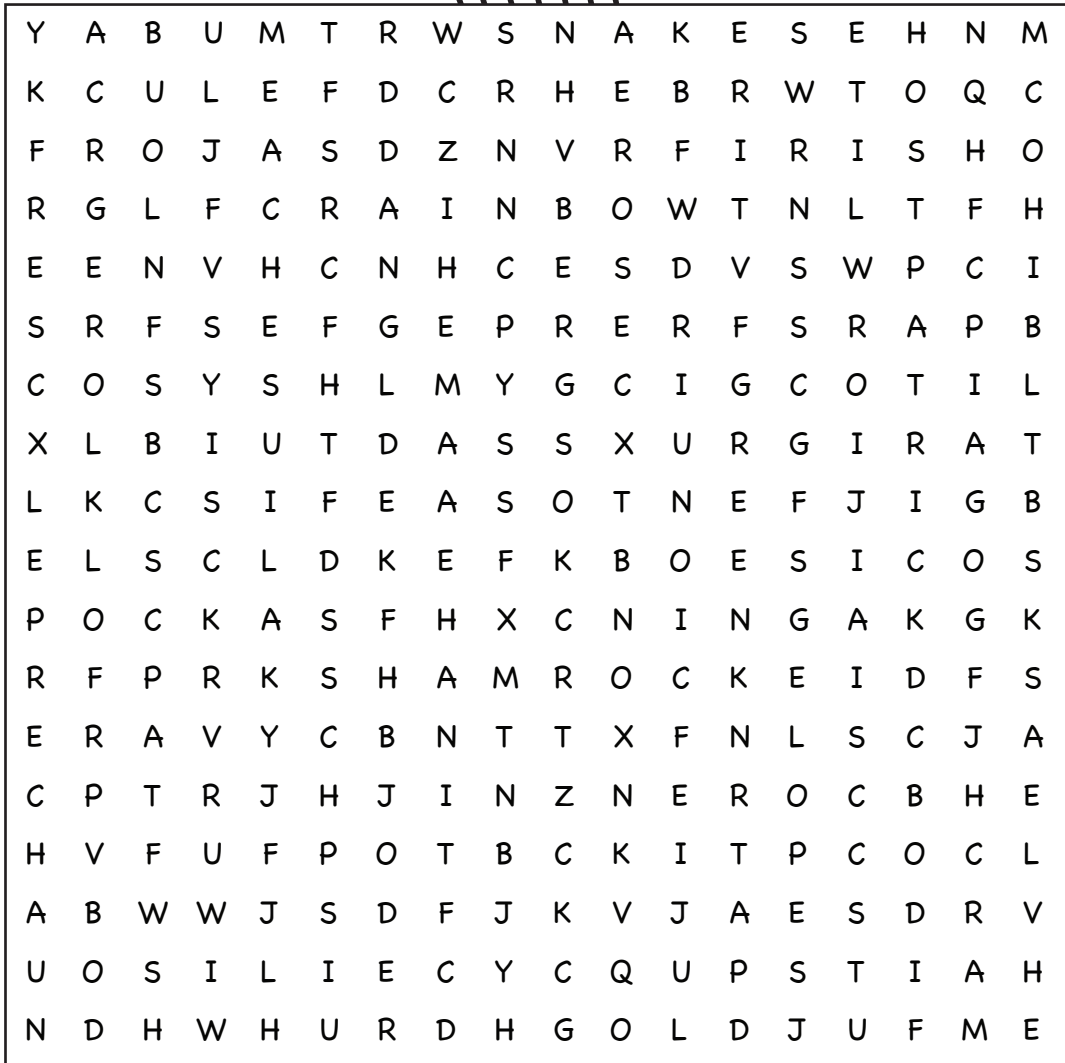 Y A B U M T R W S N A K E S E H N M
K C U L E F D C R H E B R W T O Q C
F R O J A S D Z N V R F I R I S H O
R G L F C R A I N B O W T N L T F H
E E N V H C N H C E S D V S W P C I
S R F S E F G E P R E R F S R A P B
C O S Y S H L M Y G C I G C O T I L
X L B I U T D A S S X U R G I R A T
L K C S I F E A S O T N E F J I G B
E L S C L D K E F K B O E S I C O S
P O C K A S F H X C N I N G A K G K
R F P R K S H A M R O C K E I D F S
E R A V Y C B N T T X F N L S C J A
C P T R J H J I N Z N E R O C B H E
H V F U F P O T B C K I T P C O C L
A B W W J S D F J K V J A E S D R V
U O S I L I E C Y C Q U P S T I A H
N D H W H U R D H G O L D J U F M E